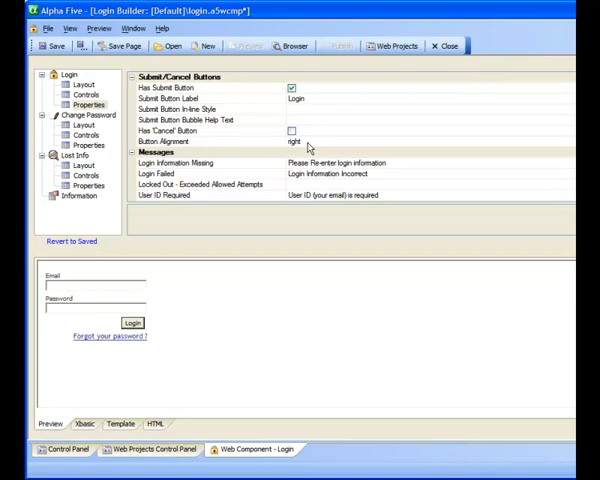 Alpha Five - [Login Builder: [Default]\login.a5wcmp*]
File View Preview Window Help
Save Save Page Open New Preview Browser Publish Web Projects Close
Login
Layout
Controls
Properties
Change Password
Layout
Controls
Properties
Lost Info
Layout
Controls
Properties
Information
Submit/Cancel Buttons
Has Submit Button
Submit Button Label Login
Submit Button In-line Style
Submit Button Bubble Help Text
Has 'Cancel' Button
Button Alignment right
Messages
Login Information Missing Please Re-enter login information
Login Failed Login Information Incorrect
Locked Out - Exceeded Allowed Attempts
User ID Required User ID (your email) is required
Revert to Saved
Email
Password
Login
Forgot your password ?
Preview Xbasic Template HTML
Control Panel Web Projects Control Panel Web Component - Login